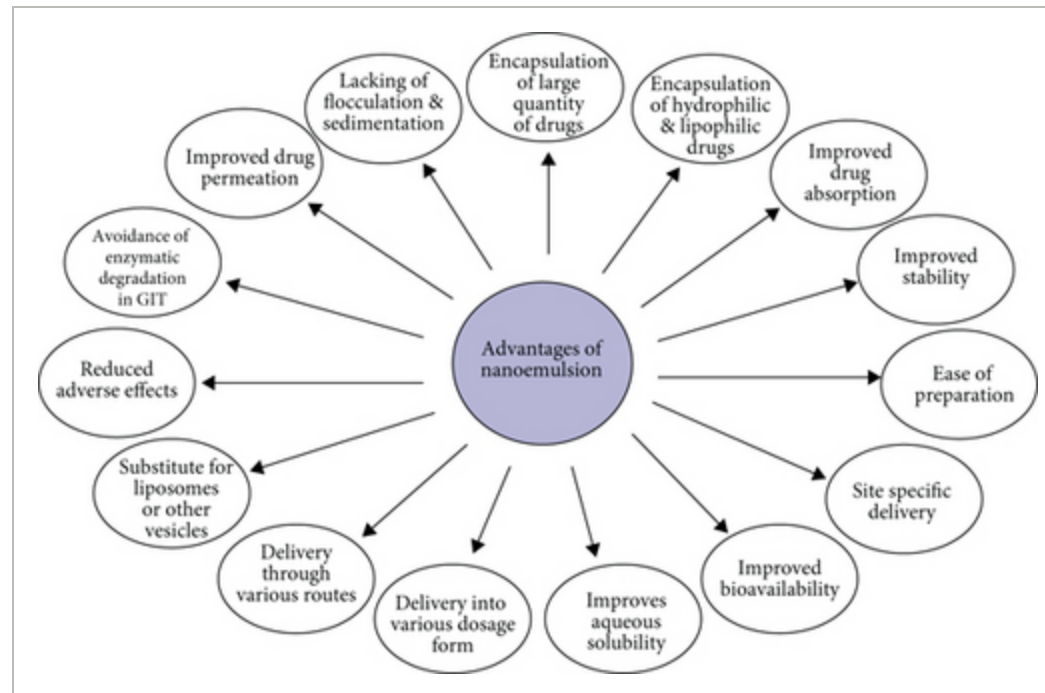 Advantages of
nanoemulsion
Encapsulation
of large
quantity
of drugs
Encapsulation
of hydrophilic
& lipophilic
drugs
Improved
drug
absorption
Improved
stability
Ease of
preparation
Site specific
delivery
Improved
bioavailability
Improves
aqueous
solubility
Delivery into
various dosage
form
Delivery
through
various routes
Substitute for
liposomes
or other
vesicles
Reduced
adverse effects
Avoidance of
enzymatic
degradation
in GIT
Improved drug
permeation
Lacking of
flocculation &
sedimentation